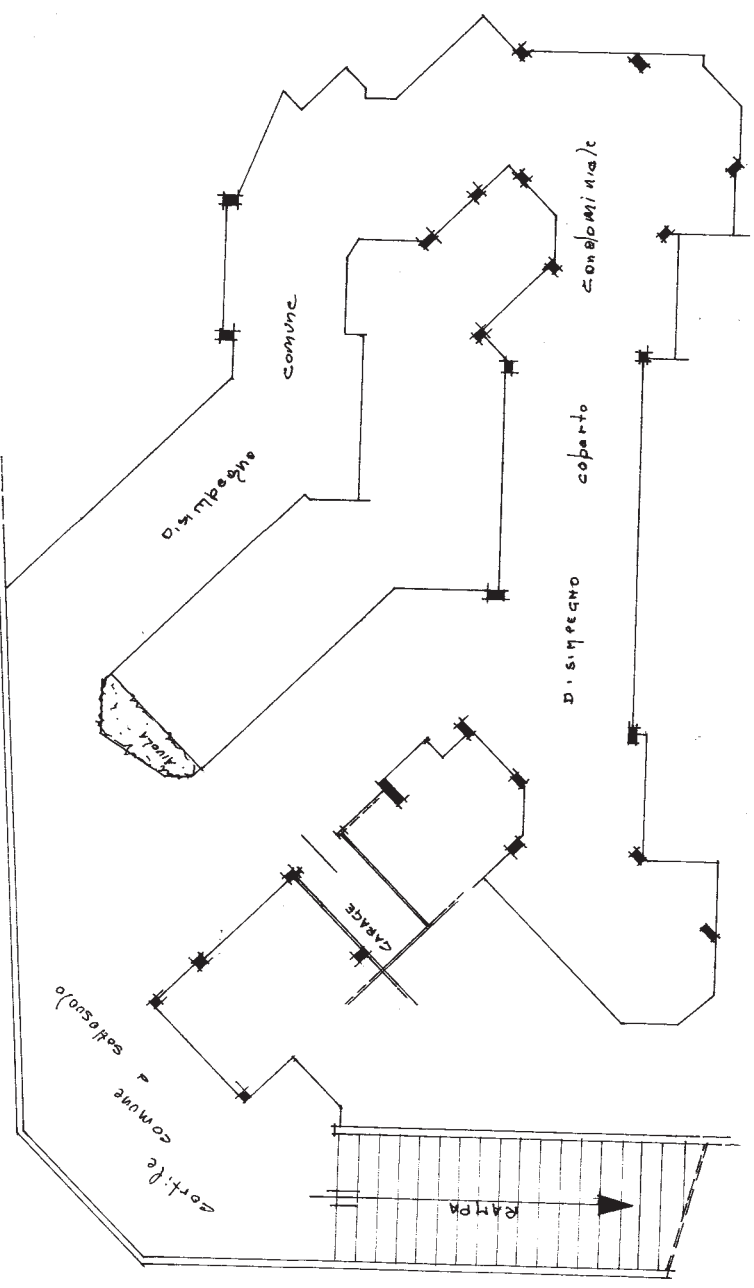 Disimpegno comune
DISIMPEGNO coperto condominiale
AIUOLA
GARAGE
cortile comune a sottosuolo
RAMPA